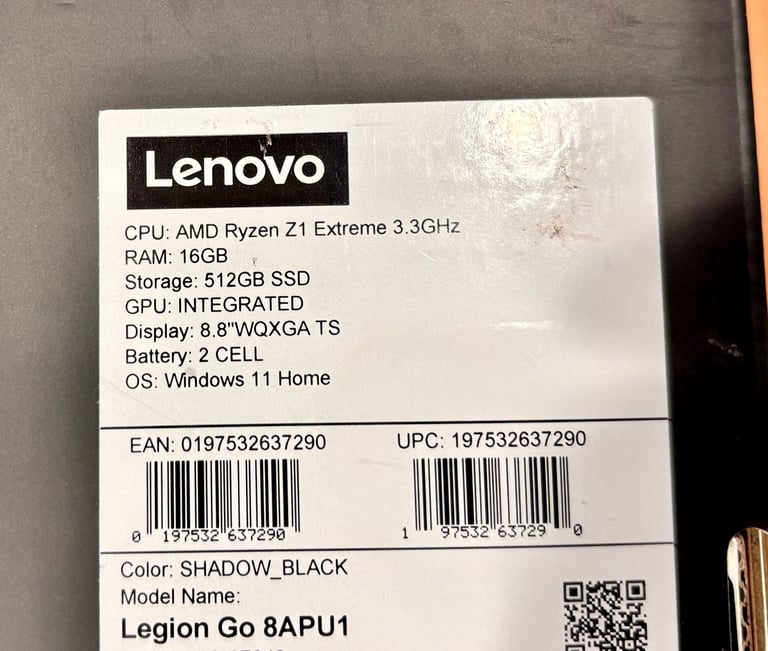 Lenovo
CPU: AMD Ryzen Z1 Extreme 3.3GHz
RAM: 16GB
Storage: 512GB SSD
GPU: INTEGRATED
Display: 8.8"WQXGA TS
Battery: 2 CELL
OS: Windows 11 Home
EAN: 0197532637290 UPC: 197532637290
0 197532 637290 1 97532 63729 0
Color: SHADOW_BLACK
Model Name:
Legion Go 8APU1